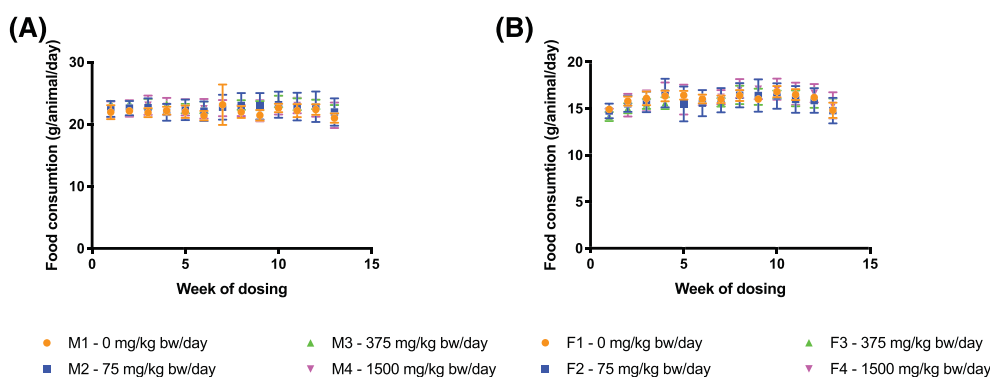 (A)
Food consumtion (g/animal/day)
30
20
10
0
0 5 10 15
Week of dosing
(B)
Food consumtion (g/animal/day)
20
15
10
5
0
0 5 10 15
Week of dosing
M1 - 0 mg/kg bw/day
M2 - 75 mg/kg bw/day
M3 - 375 mg/kg bw/day
M4 - 1500 mg/kg bw/day
F1 - 0 mg/kg bw/day
F2 - 75 mg/kg bw/day
F3 - 375 mg/kg bw/day
F4 - 1500 mg/kg bw/day